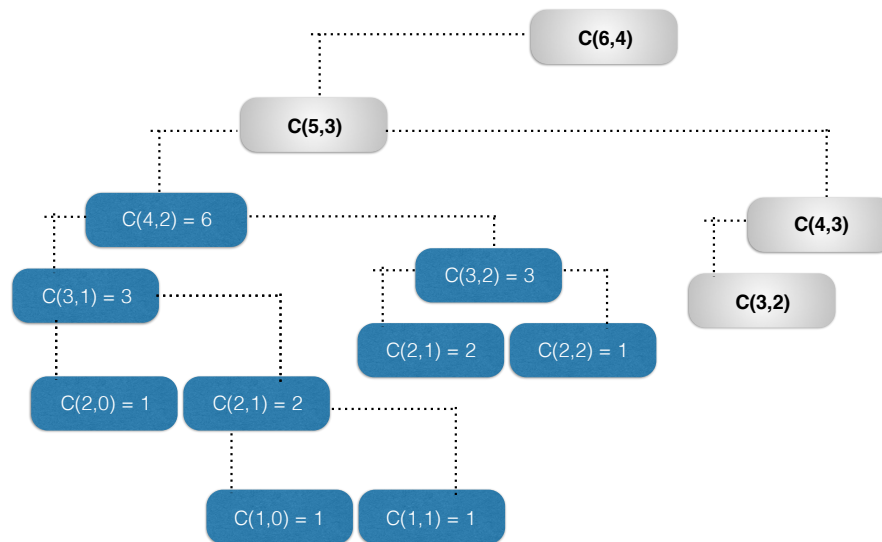 C(6,4)
C(5,3)
C(4,2) = 6
C(4,3)
C(3,1) = 3
C(3,2) = 3
C(3,2)
C(2,1) = 2
C(2,2) = 1
C(2,0) = 1
C(2,1) = 2
C(1,0) = 1
C(1,1) = 1